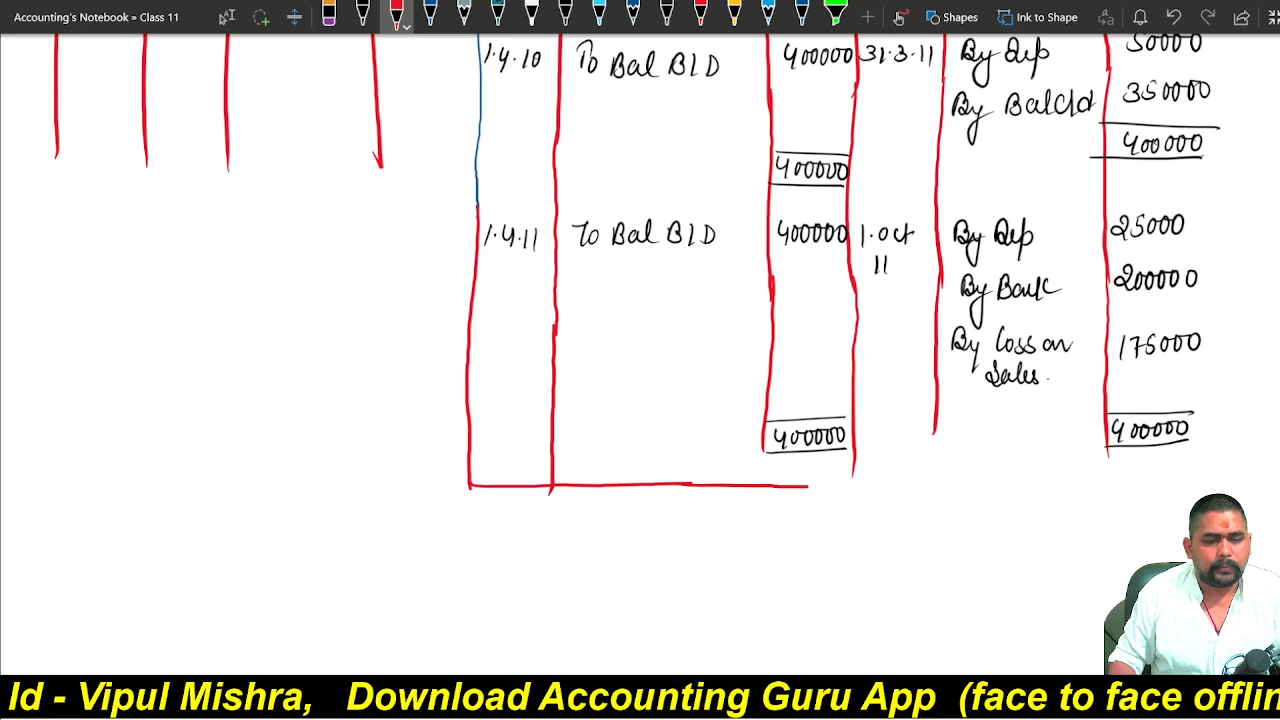 Accounting's Notebook » Class 11
Shapes
Ink to Shape
1.4.10 To Bal B/D 400000 31.3.11 By Dep 50000
By Bal C/d 350000
400000
400000
1.4.11 To Bal B/D 400000 1.Oct 11 By Dep 25000
By Bank 200000
By Loss on Sales. 175000
400000 400000
Id - Vipul Mishra, Download Accounting Guru App (face to face offlin